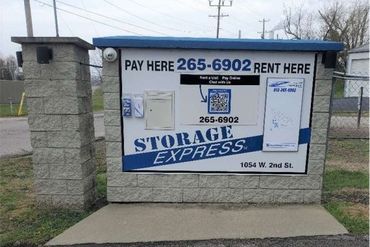 PAY HERE 265-6902 RENT HERE
Rent a Unit Pay Online
Chat with Us
265-6902
STORAGE
EXPRESS
1054 W. 2nd St.